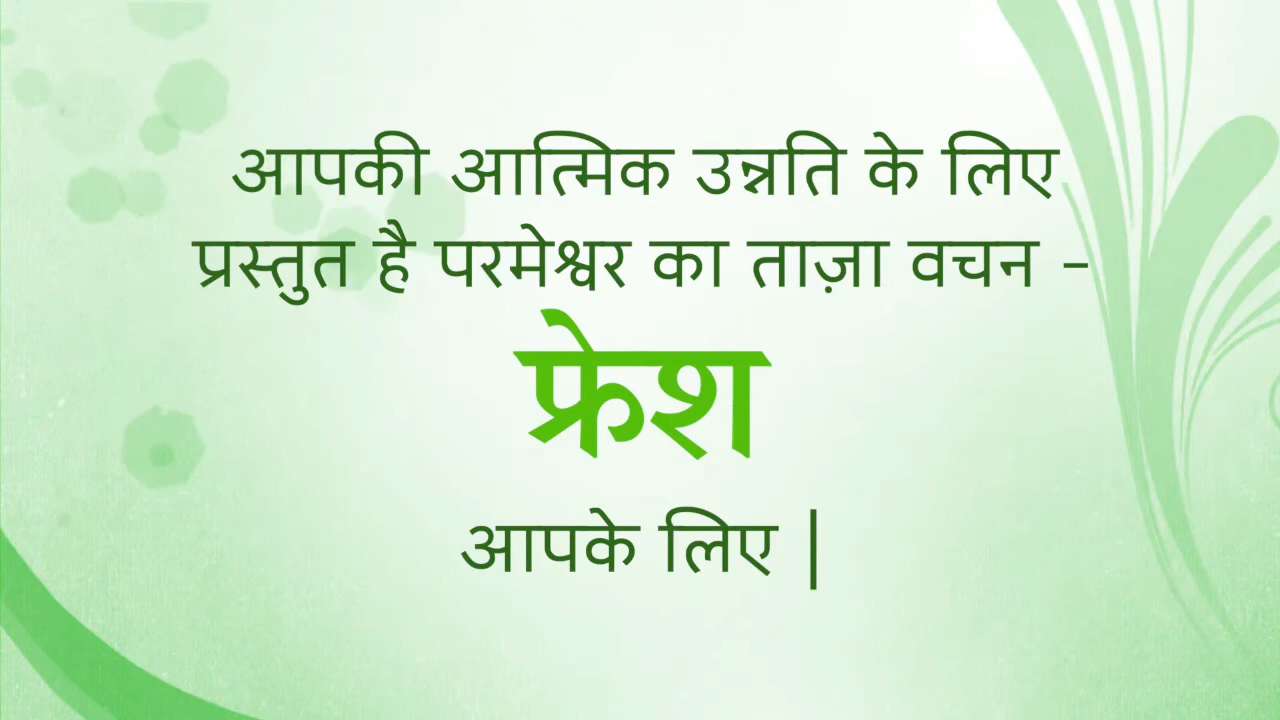 आपकी आत्मिक उन्नति के लिए
प्रस्तुत है परमेश्वर का ताज़ा वचन -
फ्रेश
आपके लिए |